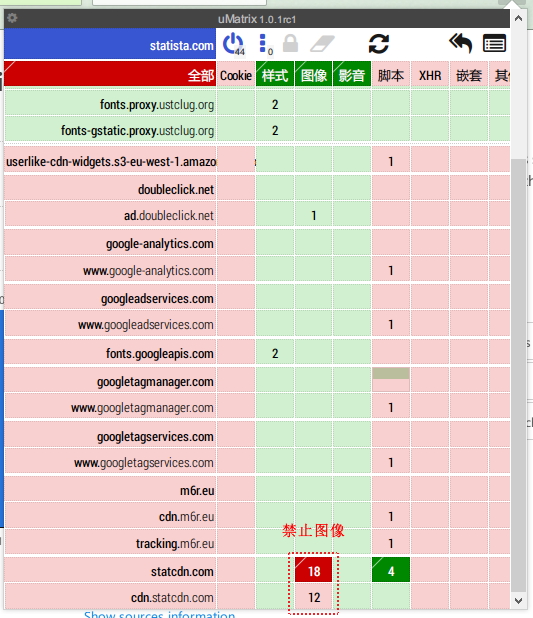 uMatrix 1.0.1rc1
statista.com 44 0
全部 Cookie 样式 图像 影音 脚本 XHR 嵌套
fonts.proxy.ustclug.org 2
fonts-gstatic.proxy.ustclug.org 2
userlike-cdn-widgets.s3-eu-west-1.amazo 1
doubleclick.net
ad.doubleclick.net 1
google-analytics.com
www.google-analytics.com 1
googleadservices.com
www.googleadservices.com 1
fonts.googleapis.com 2
googletagmanager.com
www.googletagmanager.com 1
googletagservices.com
www.googletagservices.com 1
m6r.eu
cdn.m6r.eu 1
tracking.m6r.eu 1
禁止图像
statcdn.com 18 4
cdn.statcdn.com 12
Show sources information